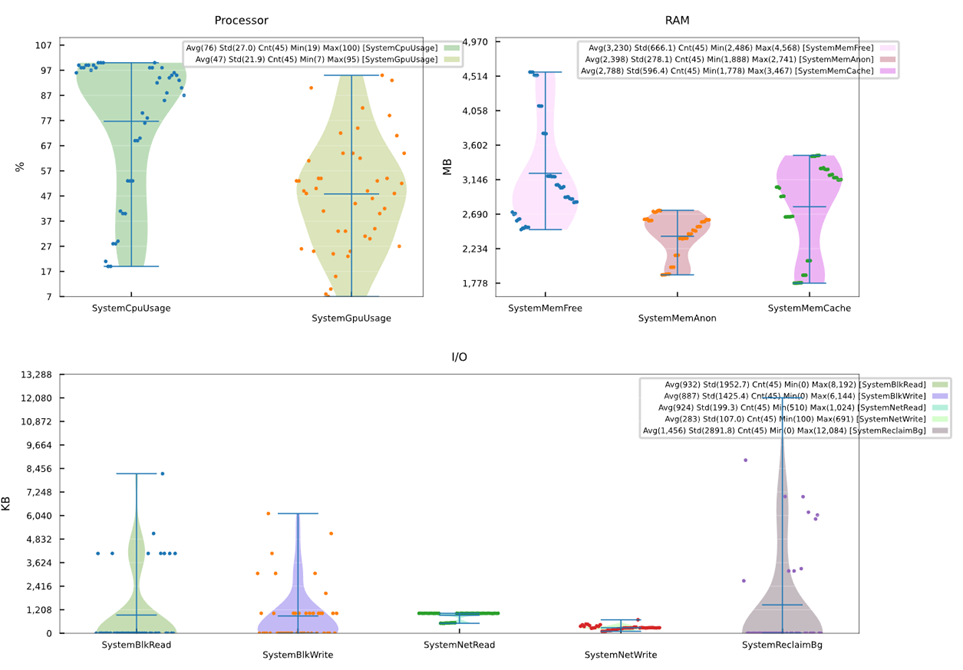 Processor
Avg(76) Std(27.0) Cnt(45) Min(19) Max(100) [SystemCpuUsage]
Avg(47) Std(21.9) Cnt(45) Min(7) Max(95) [SystemGpuUsage]
107
97
87
77
67
57
47
37
27
17
7
%
SystemCpuUsage
SystemGpuUsage
RAM
Avg(3,230) Std(666.1) Cnt(45) Min(2,486) Max(4,568) [SystemMemFree]
Avg(2,398) Std(278.1) Cnt(45) Min(1,888) Max(2,741) [SystemMemAnon]
Avg(2,788) Std(596.4) Cnt(45) Min(1,778) Max(3,467) [SystemMemCache]
4,970
4,514
4,058
3,602
3,146
2,690
2,234
1,778
MB
SystemMemFree
SystemMemAnon
SystemMemCache
I/O
Avg(932) Std(1952.7) Cnt(45) Min(0) Max(8,192) [SystemBlkRead]
Avg(887) Std(1425.4) Cnt(45) Min(0) Max(6,144) [SystemBlkWrite]
Avg(924) Std(199.3) Cnt(45) Min(510) Max(1,024) [SystemNetRead]
Avg(283) Std(107.0) Cnt(45) Min(100) Max(691) [SystemNetWrite]
Avg(1,456) Std(2891.8) Cnt(45) Min(0) Max(12,084) [SystemReclaimBg]
13,288
12,080
10,872
9,664
8,456
7,248
6,040
4,832
3,624
2,416
1,208
0
KB
SystemBlkRead
SystemBlkWrite
SystemNetRead
SystemNetWrite
SystemReclaimBg